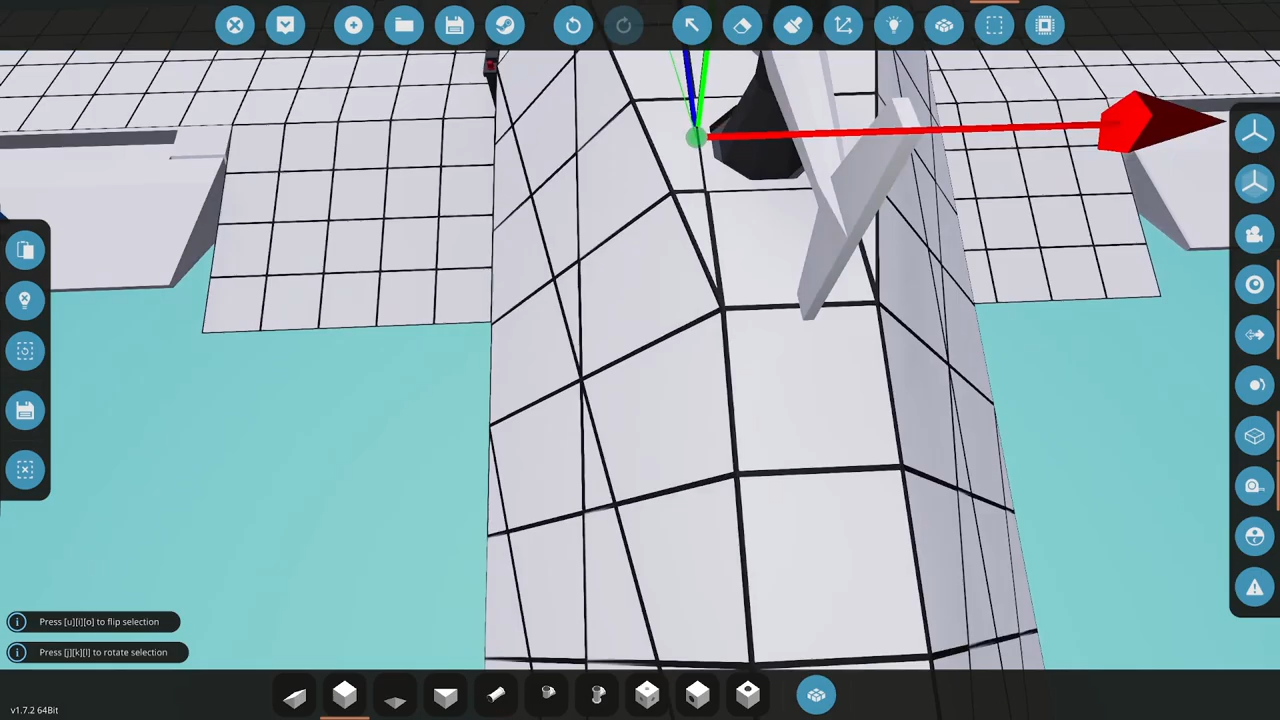 Press [u][i][o] to flip selection
Press [j][k][l] to rotate selection
v1.7.2 64Bit